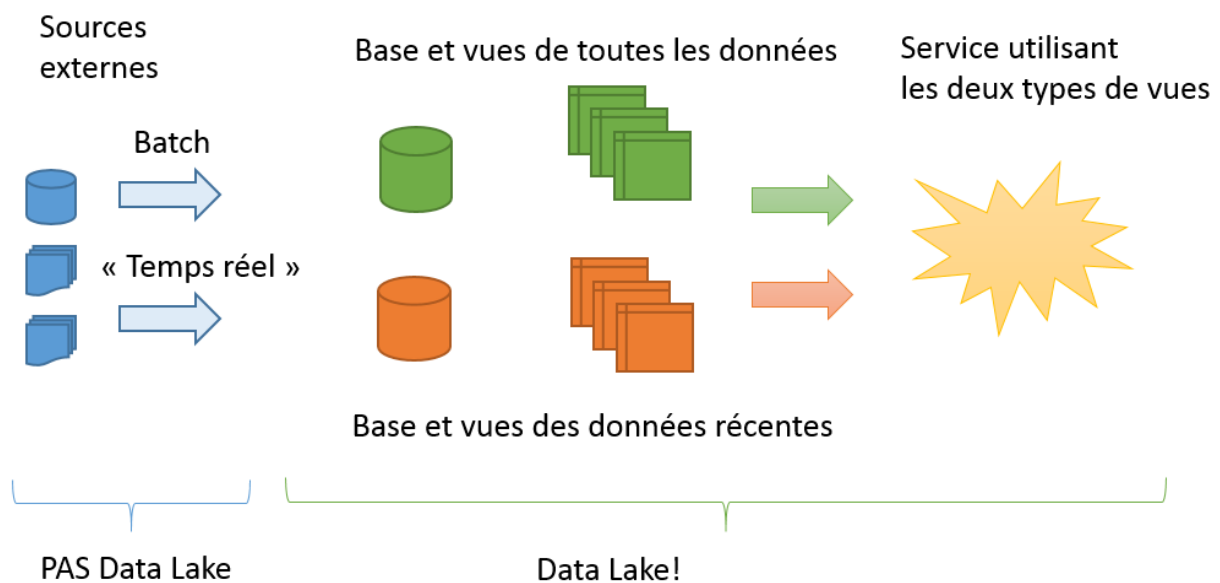 Sources
externes
Base et vues de toutes les données
Service utilisant
les deux types de vues
Batch
« Temps réel »
Base et vues des données récentes
PAS Data Lake
Data Lake!